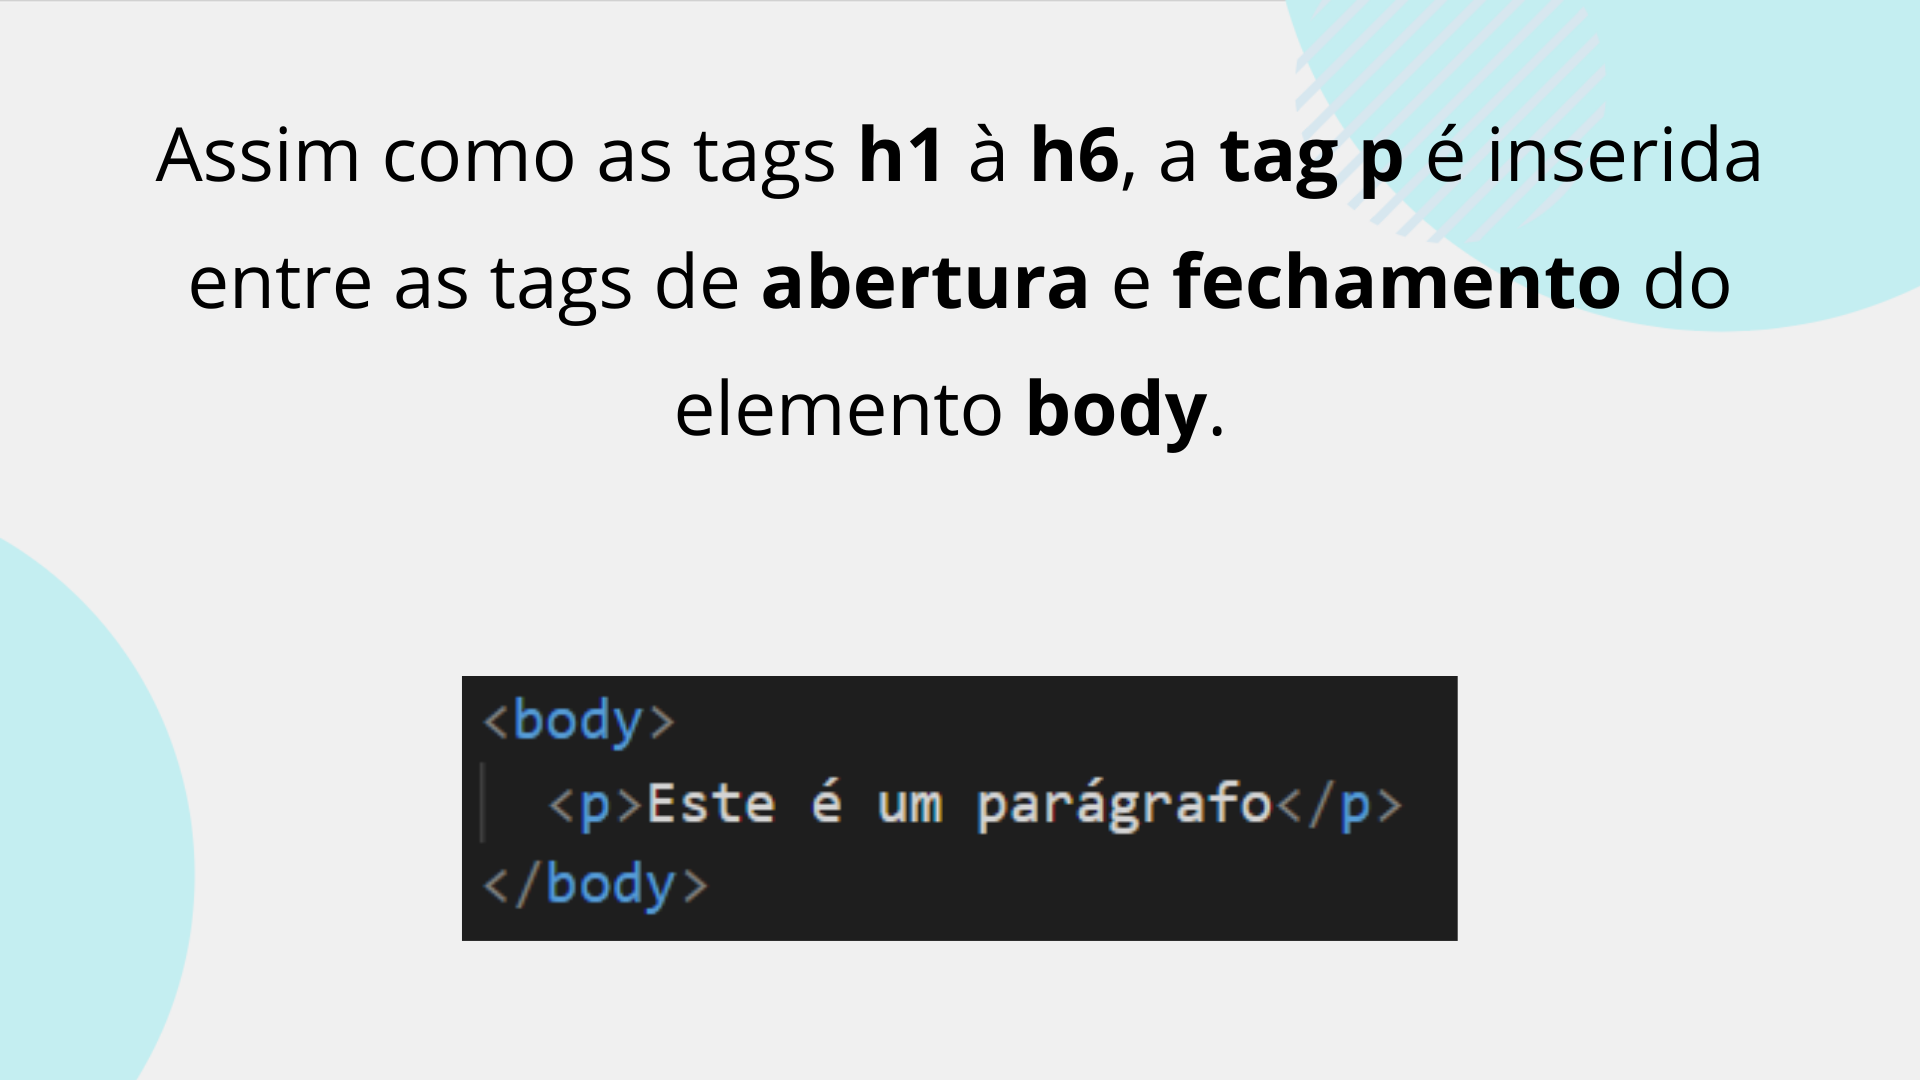 Assim como as tags h1 à h6, a tag p é inserida
entre as tags de abertura e fechamento do
elemento body.
<body>
<p>Este é um parágrafo</p>
</body>